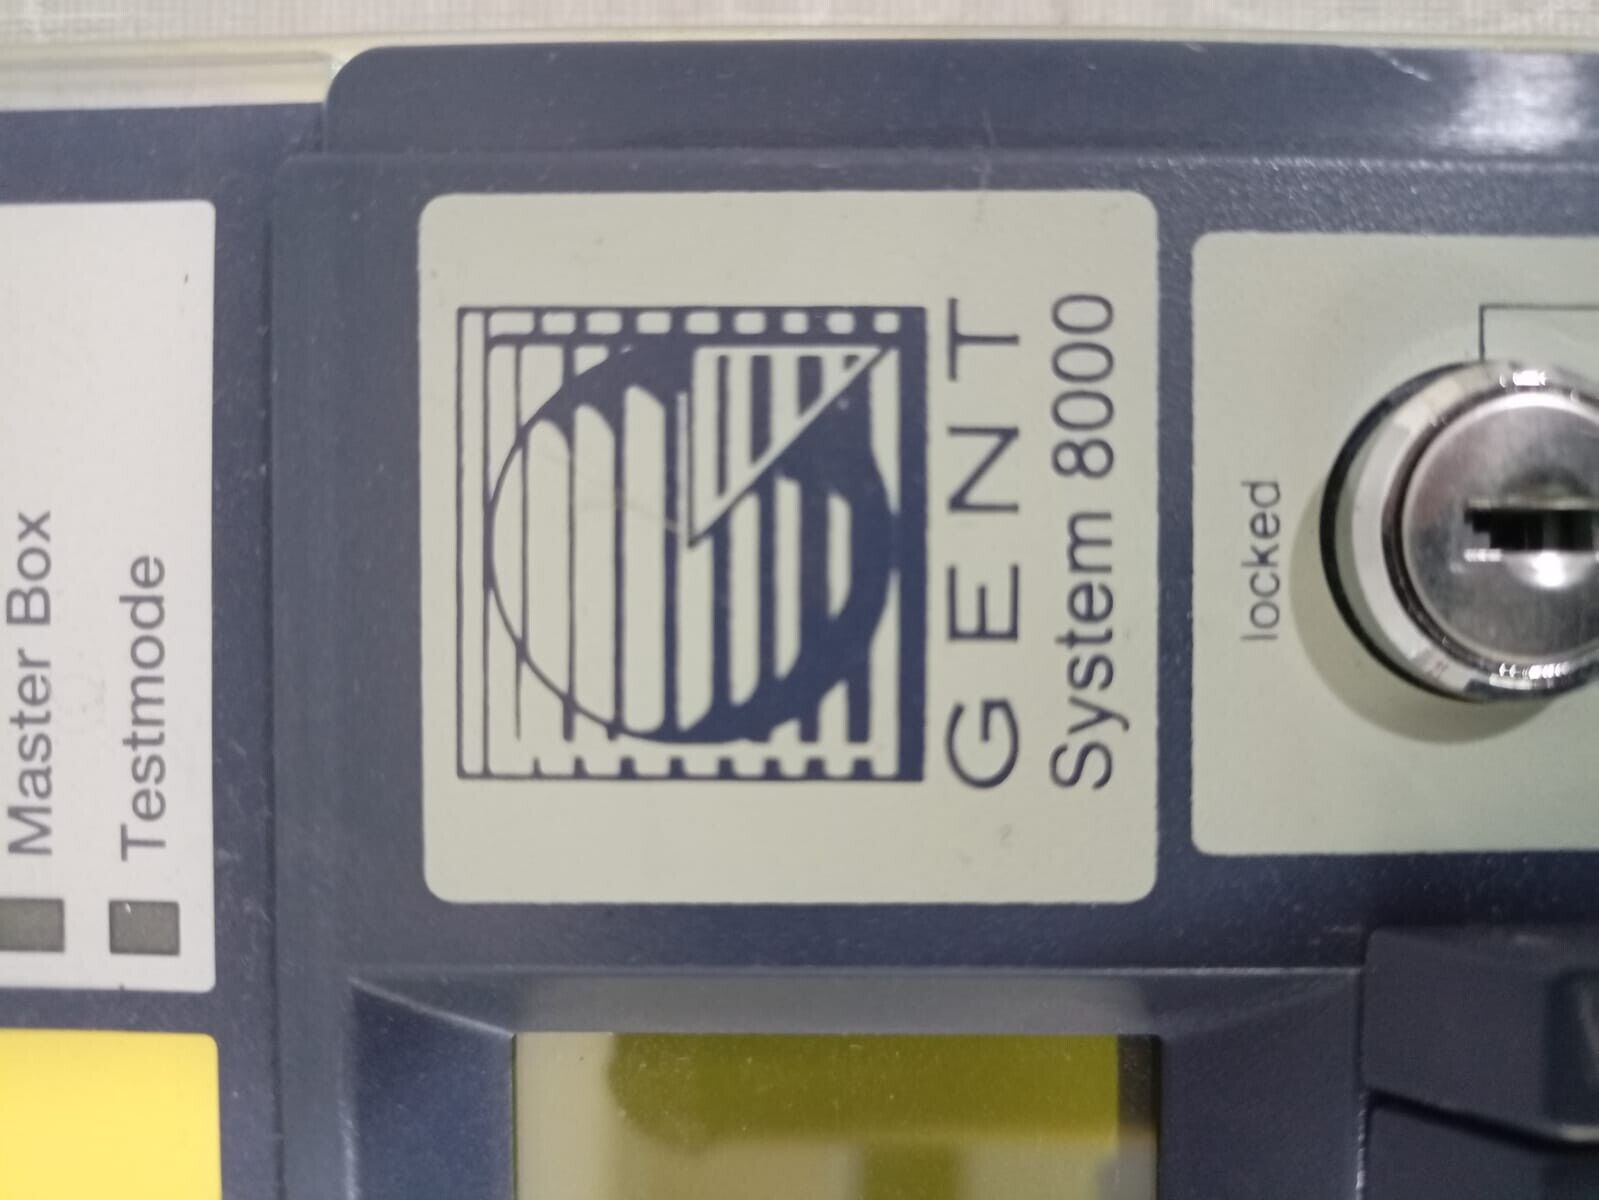 Master Box
Testmode
GENT
System 8000
locked